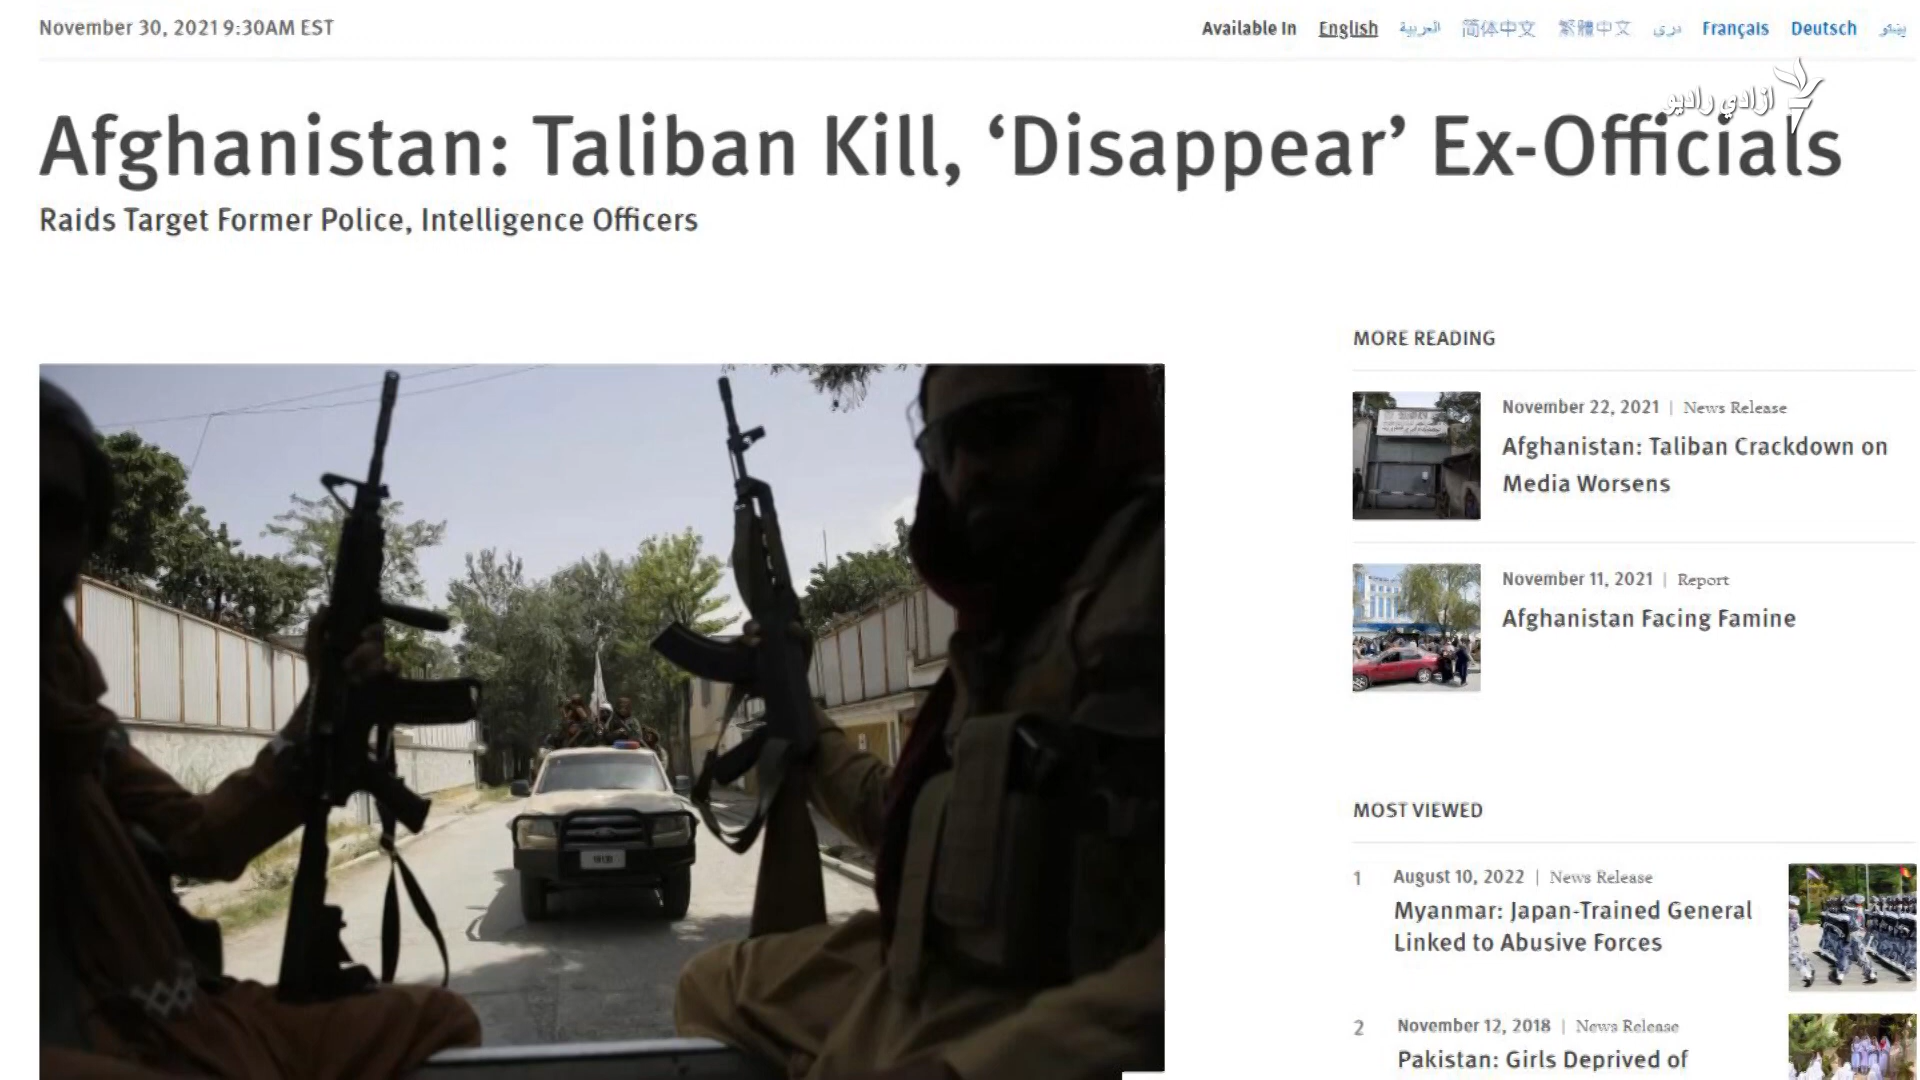 November 30, 2021 9:30AM EST
Available In English العربية 简体中文 繁體中文 دری Français Deutsch پښتو
ازادي راديو
Afghanistan: Taliban Kill, ‘Disappear’ Ex-Officials
Raids Target Former Police, Intelligence Officers
MORE READING
November 22, 2021 | News Release
Afghanistan: Taliban Crackdown on
Media Worsens
November 11, 2021 | Report
Afghanistan Facing Famine
MOST VIEWED
1 August 10, 2022 | News Release
Myanmar: Japan-Trained General
Linked to Abusive Forces
2 November 12, 2018 | News Release
Pakistan: Girls Deprived of